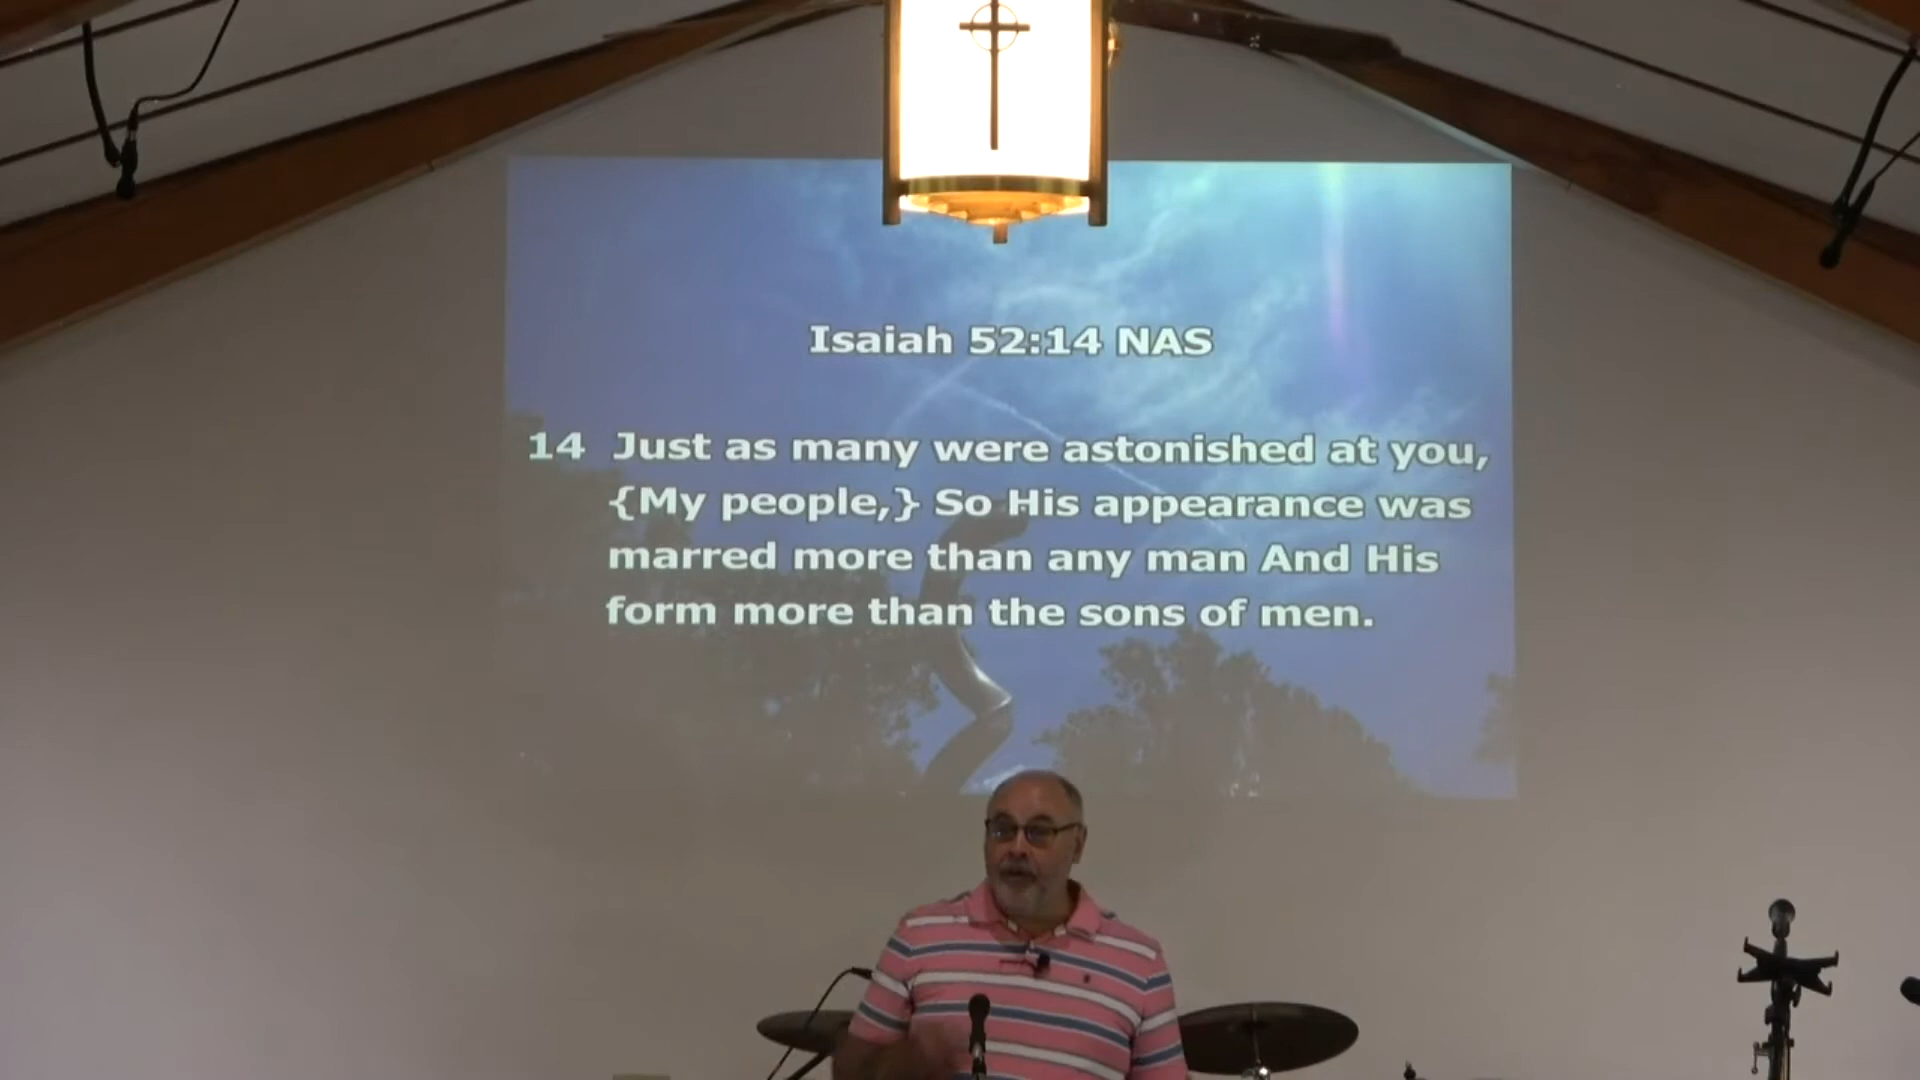 Isaiah 52:14 NAS
14 Just as many were astonished at you,
{My people,} So His appearance was
marred more than any man And His
form more than the sons of men.